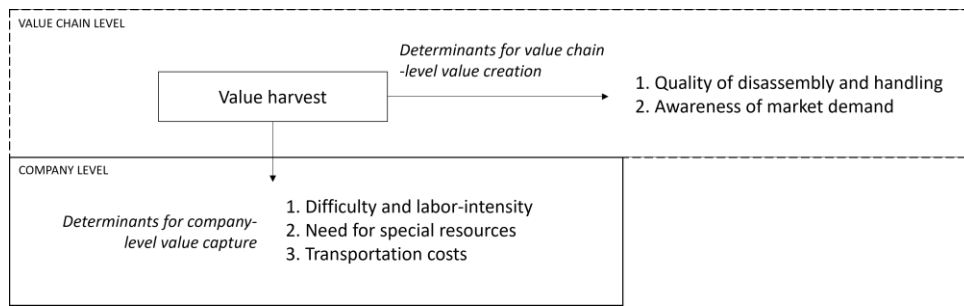 VALUE CHAIN LEVEL
Determinants for value chain
-level value creation
Value harvest
1. Quality of disassembly and handling
2. Awareness of market demand
COMPANY LEVEL
Determinants for company-
level value capture
1. Difficulty and labor-intensity
2. Need for special resources
3. Transportation costs